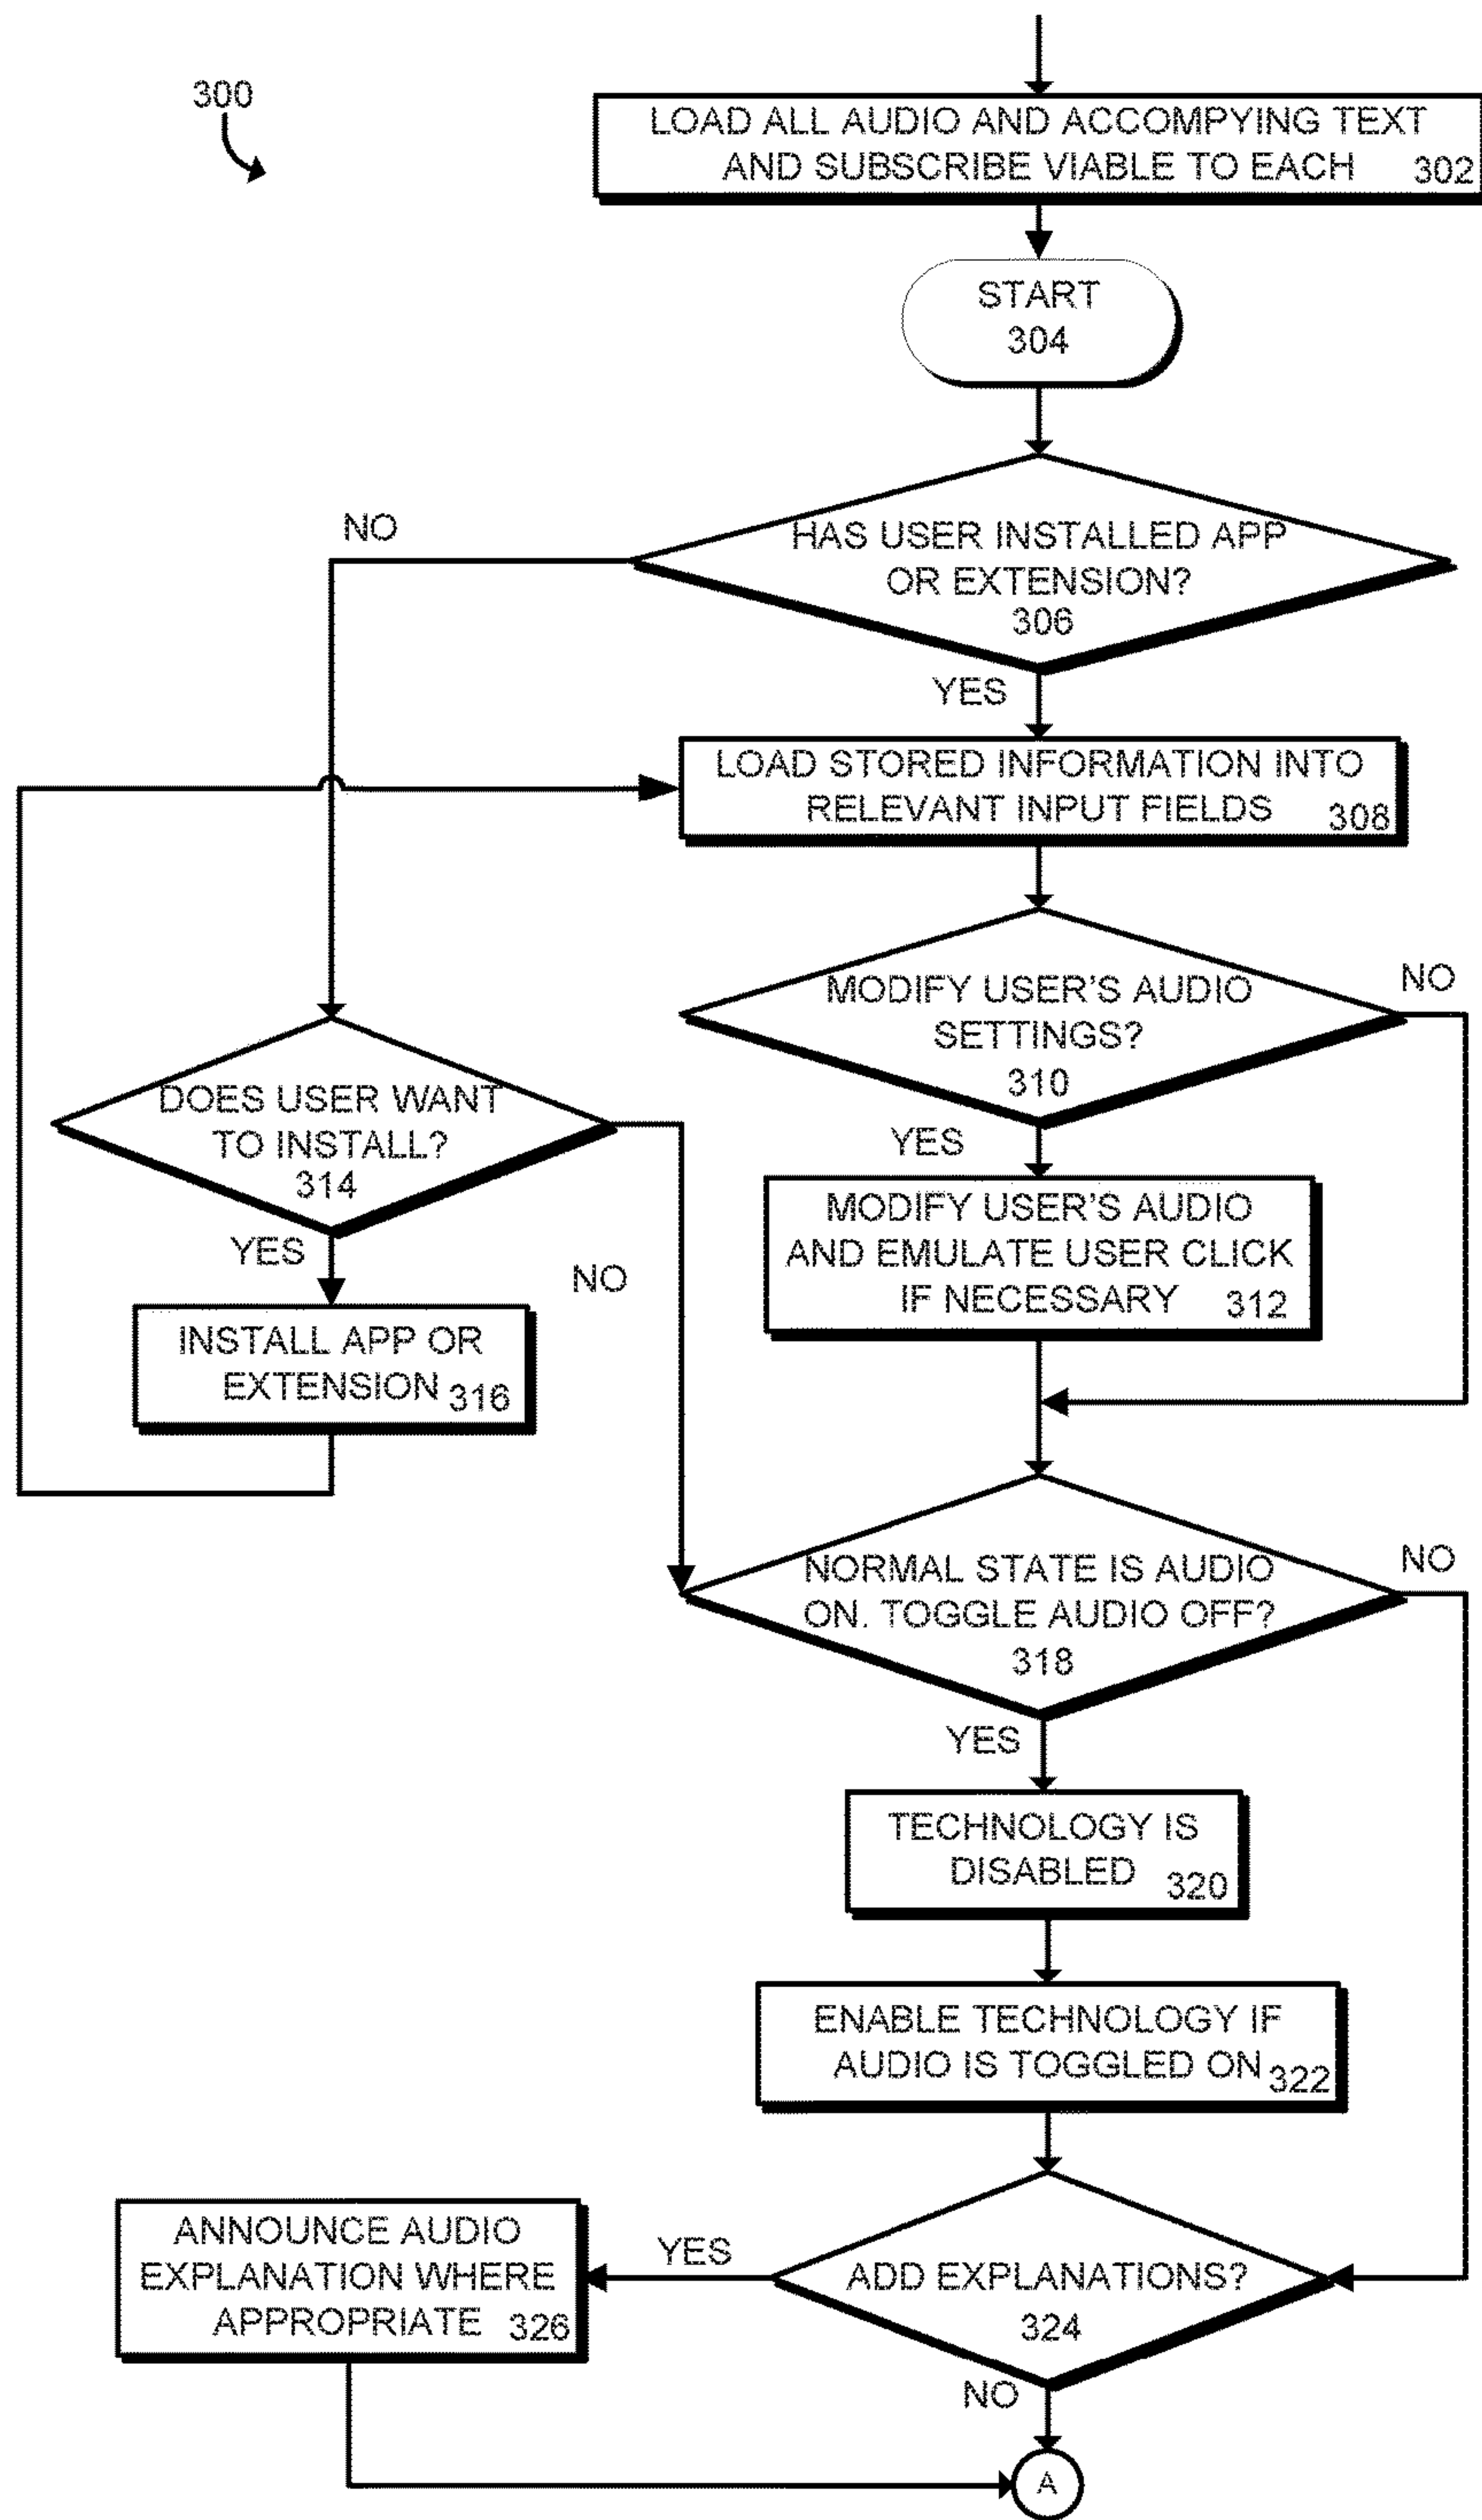 300
LOAD ALL AUDIO AND ACCOMPYING TEXT
AND SUBSCRIBE VIABLE TO EACH 302
START
304
NO
HAS USER INSTALLED APP
OR EXTENSION?
306
YES
LOAD STORED INFORMATION INTO
RELEVANT INPUT FIELDS 308
MODIFY USER'S AUDIO
SETTINGS?
310
NO
YES
MODIFY USER'S AUDIO
AND EMULATE USER CLICK
IF NECESSARY 312
DOES USER WANT
TO INSTALL?
314
YES
NO
INSTALL APP OR
EXTENSION 316
NORMAL STATE IS AUDIO
ON. TOGGLE AUDIO OFF?
318
NO
YES
TECHNOLOGY IS
DISABLED 320
ENABLE TECHNOLOGY IF
AUDIO IS TOGGLED ON 322
ADD EXPLANATIONS?
324
YES
ANNOUNCE AUDIO
EXPLANATION WHERE
APPROPRIATE 326
NO
A